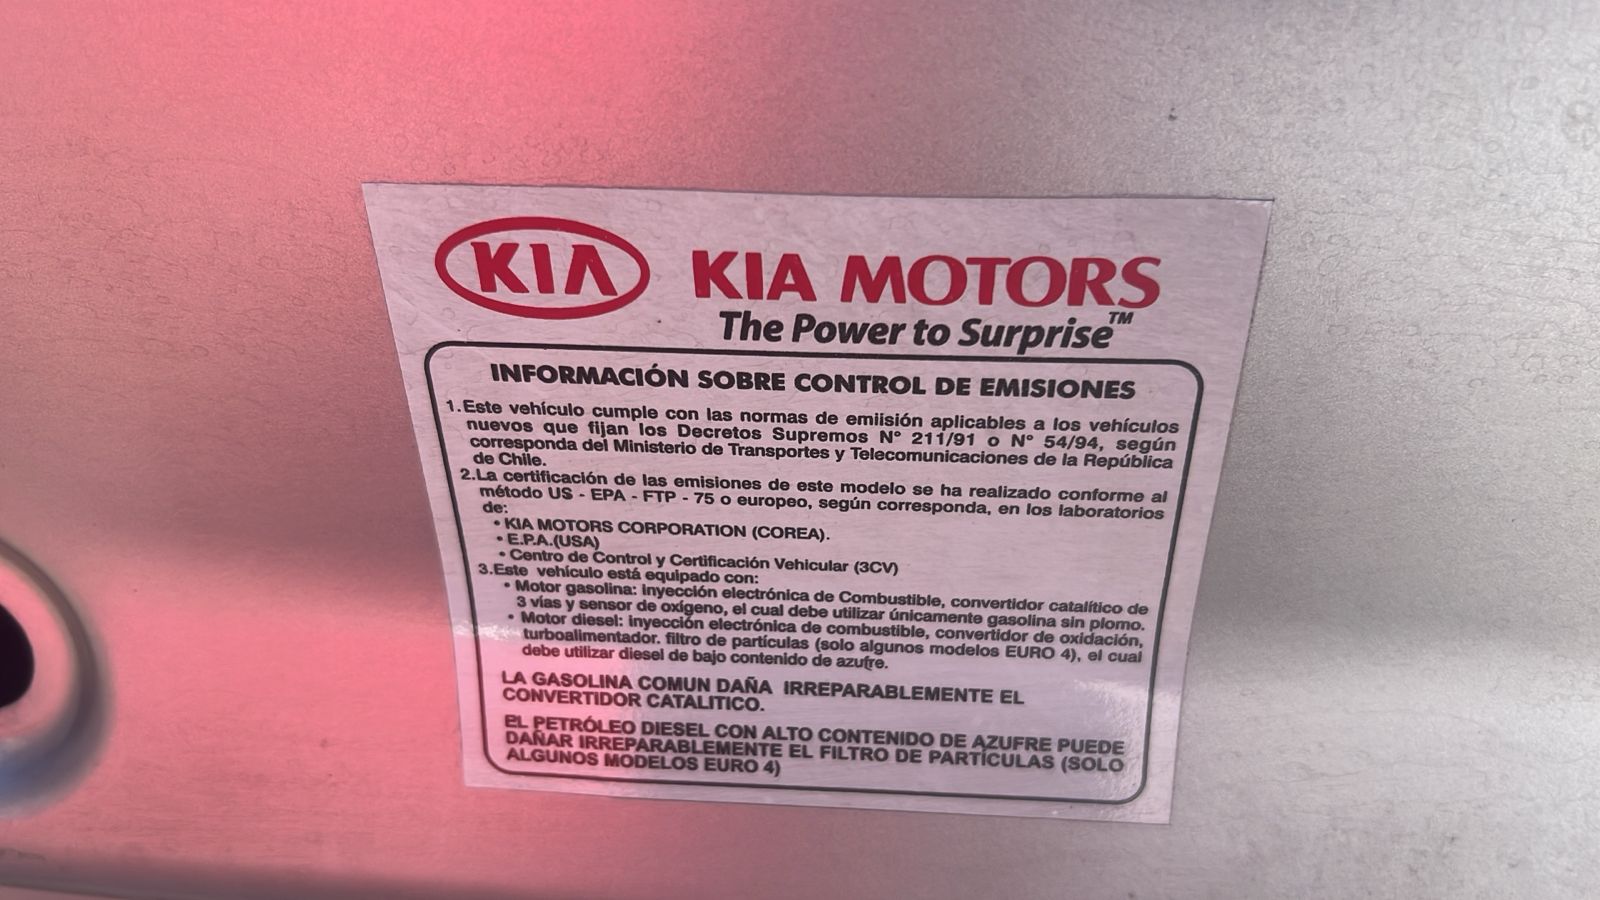 KIA KIA MOTORS
The Power to Surprise™
INFORMACIÓN SOBRE CONTROL DE EMISIONES
1.Este vehículo cumple con las normas de emiisión aplicables a los vehículos
nuevos que fijan los Decretos Supremos N° 211/91 o N° 54/94, según
corresponda del Ministerio de Transportes y Telecomunicaciones de la República
de Chile.
2.La certificación de las emisiones de este modelo se ha realizado conforme al
método US - EPA - FTP - 75 o europeo, según corresponda, en los laboratorios
de:
• KIA MOTORS CORPORATION (COREA).
• E.P.A.(USA)
• Centro de Control y Certificación Vehicular (3CV)
3.Este vehículo está equipado con:
• Motor gasolina: inyección electrónica de Combustible, convertidor catalítico de
3 vías y sensor de oxígeno, el cual debe utilizar únicamente gasolina sin plomo.
• Motor diesel: inyección electrónica de combustible, convertidor de oxidación,
turboalimentador. filtro de partículas (solo algunos modelos EURO 4), el cual
debe utilizar diesel de bajo contenido de azufre.
LA GASOLINA COMUN DAÑA IRREPARABLEMENTE EL
CONVERTIDOR CATALITICO.
EL PETRÓLEO DIESEL CON ALTO CONTENIDO DE AZUFRE PUEDE
DAÑAR IRREPARABLEMENTE EL FILTRO DE PARTÍCULAS (SOLO
ALGUNOS MODELOS EURO 4)